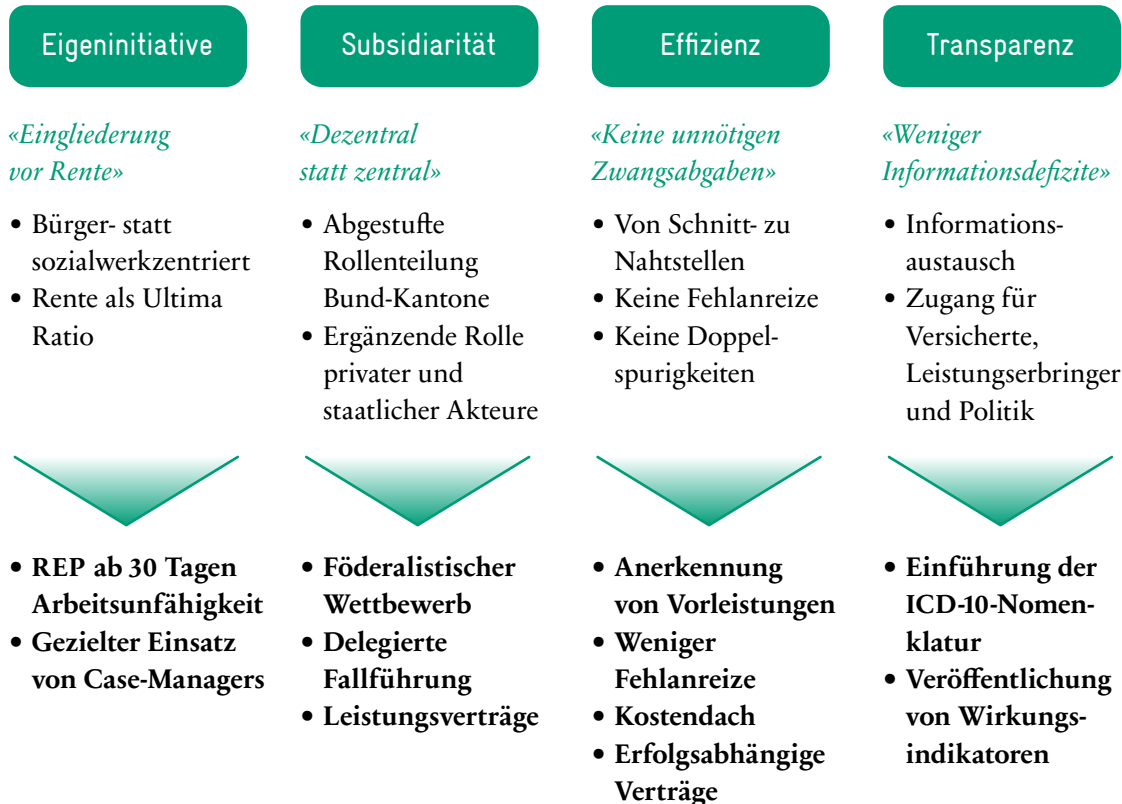 Eigeninitiative
«Eingliederung
vor Rente»
• Bürger- statt
sozialwerkzentriert
• Rente als Ultima
Ratio
• REP ab 30 Tagen
Arbeitsunfähigkeit
• Gezielter Einsatz
von Case-Managers
Subsidiarität
«Dezentral
statt zentral»
• Abgestufte
Rollenteilung
Bund-Kantone
• Ergänzende Rolle
privater und
staatlicher Akteure
• Föderalistischer
Wettbewerb
• Delegierte
Fallführung
• Leistungsverträge
Effizienz
«Keine unnötigen
Zwangsabgaben»
• Von Schnitt- zu
Nahtstellen
• Keine Fehlanreize
• Keine Doppel-
spurigkeiten
• Anerkennung
von Vorleistungen
• Weniger
Fehlanreize
• Kostendach
• Erfolgsabhängige
Verträge
Transparenz
«Weniger
Informationsdefizite»
• Informations-
austausch
• Zugang für
Versicherte,
Leistungserbringer
und Politik
• Einführung der
ICD-10-Nomen-
klatur
• Veröffentlichung
von Wirkungs-
indikatoren